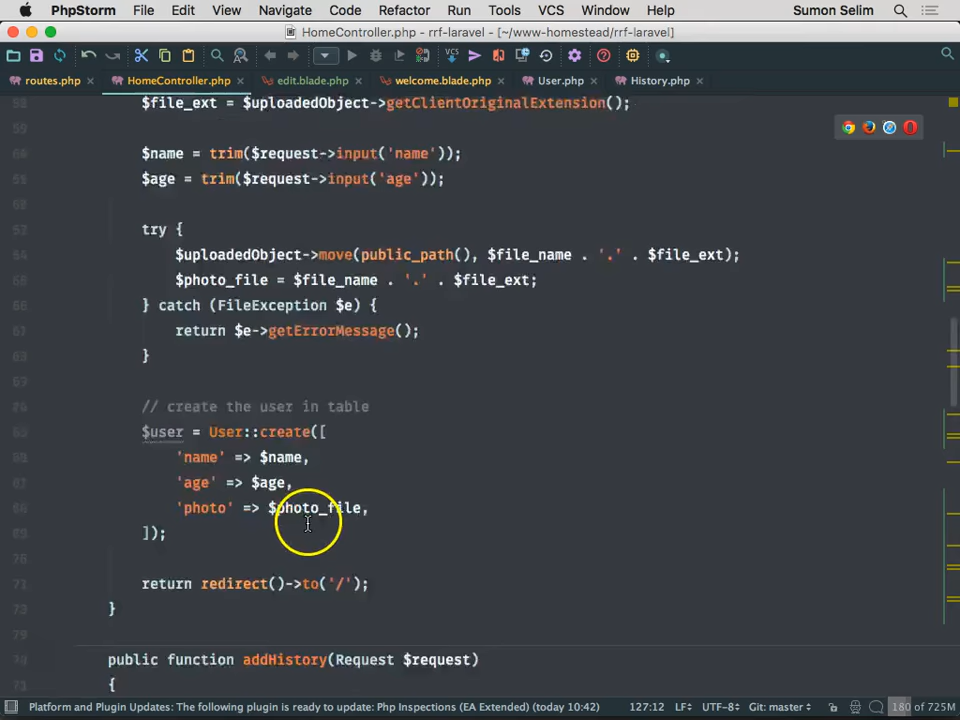 PhpStorm File Edit View Navigate Code Refactor Run Tools VCS Window Help Sumon Selim
HomeController.php - rrf-laravel - [~/www-homestead/rrf-laravel]
routes.php HomeController.php edit.blade.php welcome.blade.php User.php History.php
$file_ext = $uploadedObject->getClientOriginalExtension();
59
$name = trim($request->input('name'));
$age = trim($request->input('age'));
try {
$uploadedObject->move(public_path(), $file_name . '.' . $file_ext);
$photo_file = $file_name . '.' . $file_ext;
} catch (FileException $e) {
return $e->getErrorMessage();
}
// create the user in table
$user = User::create([
'name' => $name,
'age' => $age,
'photo' => $photo_file,
]);
return redirect()->to('/');
}
79
public function addHistory(Request $request)
{
Platform and Plugin Updates: The following plugin is ready to update: Php Inspections (EA Extended) (today 10:42) 127:12 LF÷ UTF-8÷ Git: master÷ 180 of 725M